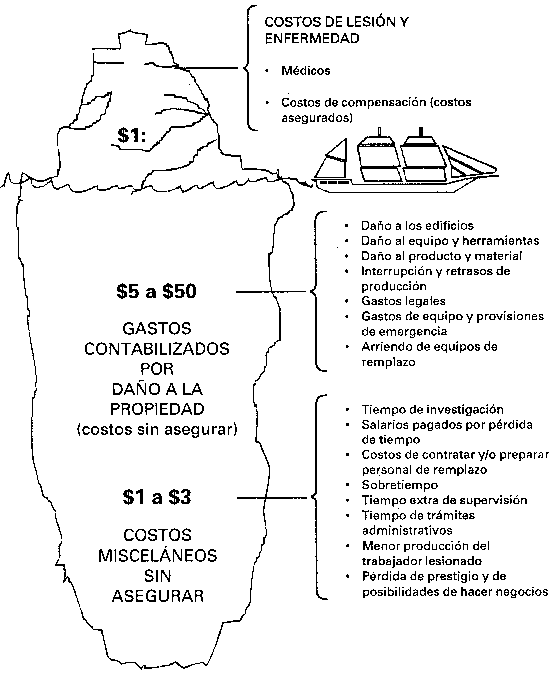 COSTOS DE LESIÓN Y
ENFERMEDAD
• Médicos
• Costos de compensación (costos
asegurados)
$1:
• Daño a los edificios
• Daño al equipo y herramientas
• Daño al producto y material
• Interrupción y retrasos de
producción
• Gastos legales
• Gastos de equipo y provisiones
de emergencia
• Arriendo de equipos de
remplazo
$5 a $50
GASTOS
CONTABILIZADOS
POR
DAÑO A LA
PROPIEDAD
(costos sin asegurar)
• Tiempo de investigación
• Salarios pagados por pérdida
de tiempo
• Costos de contratar y/o preparar
personal de remplazo
• Sobretiempo
• Tiempo extra de supervisión
• Tiempo de trámites
administrativos
• Menor producción del
trabajador lesionado
• Pérdida de prestigio y de
posibilidades de hacer negocios
$1 a $3
COSTOS
MISCELÁNEOS
SIN
ASEGURAR